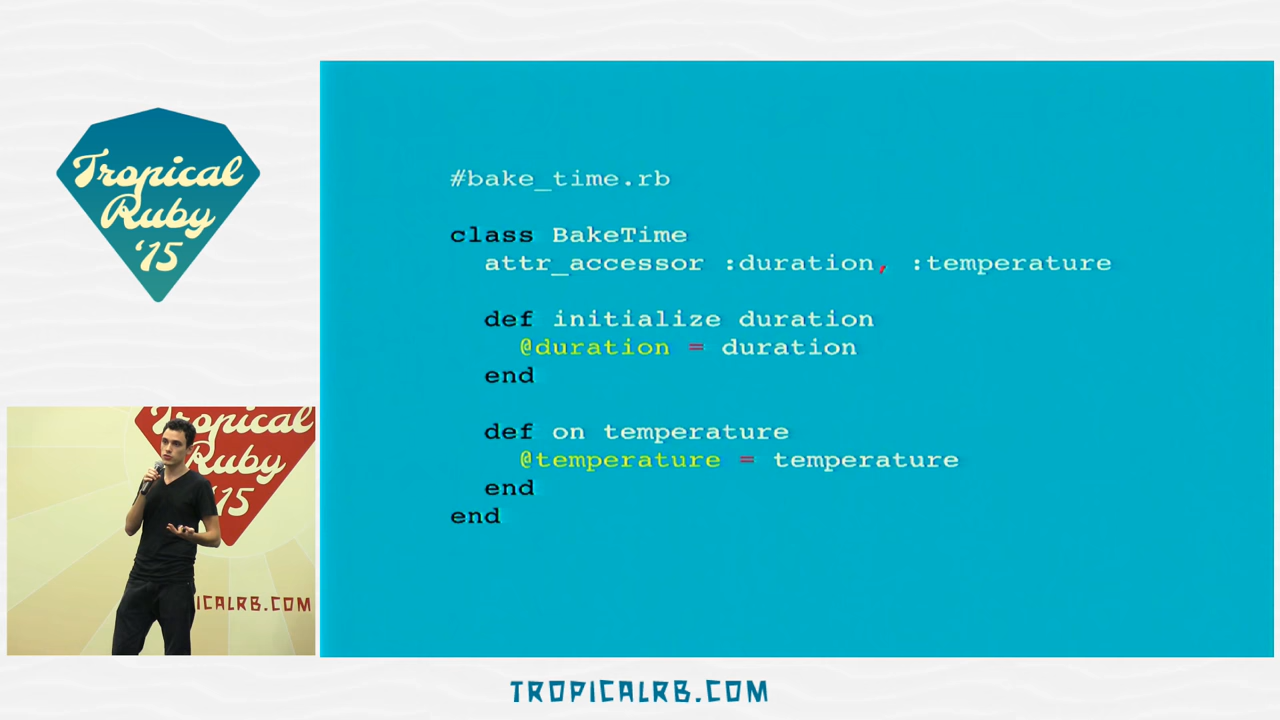 Tropical
Ruby
'15
#bake_time.rb
class BakeTime
attr_accessor :duration, :temperature
def initialize duration
@duration = duration
end
def on temperature
@temperature = temperature
end
end
Tropical
Ruby
'15
ICALRB.COM
TROPICALRB.COM